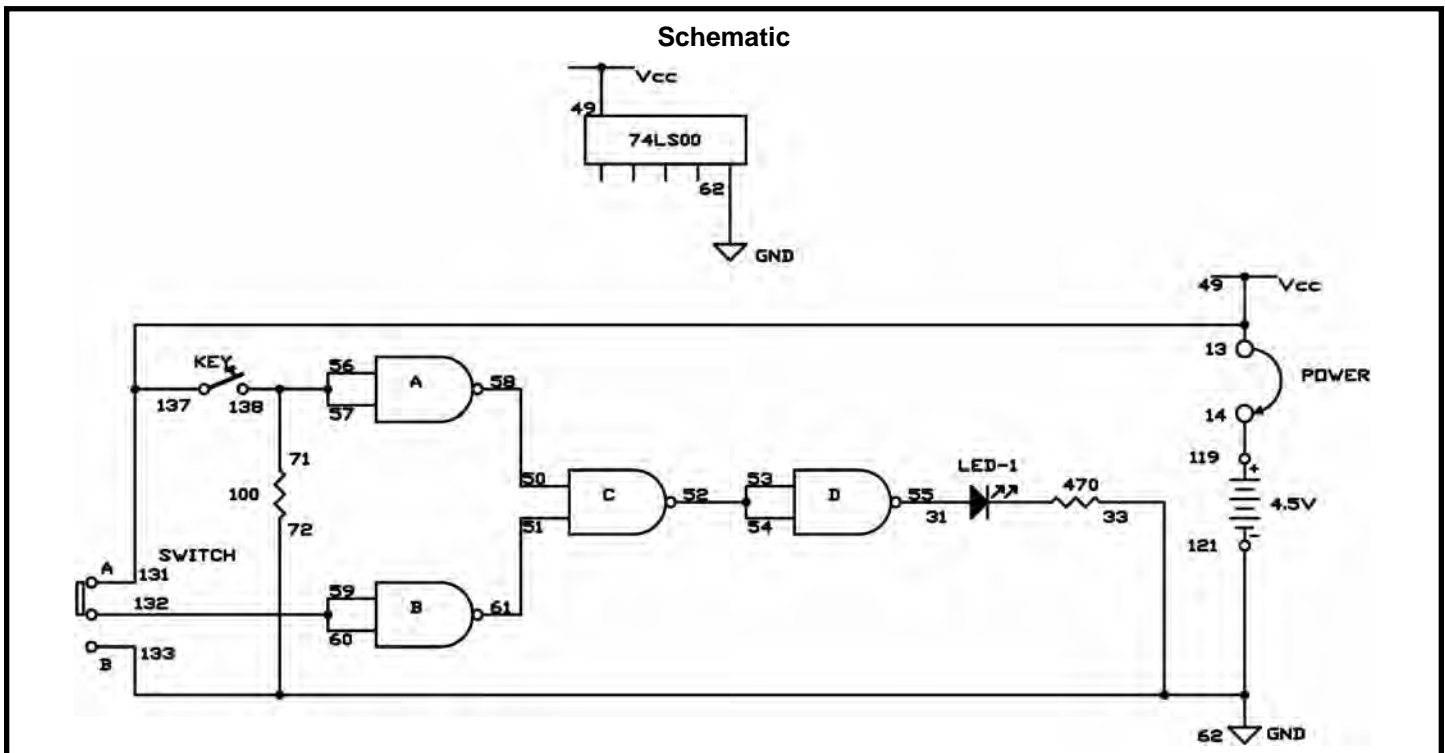 Schematic
Vcc
49
74LS00
62
GND
49 Vcc
13
KEY 56 58 POWER
A
137 138 57 14
71 119 +
50 53 LED-1 470
100 C 52 D 55 4.5V
51 54 31 33
72 121 -
SWITCH
A 131 59
132 B 61
60
133
B
62 GND